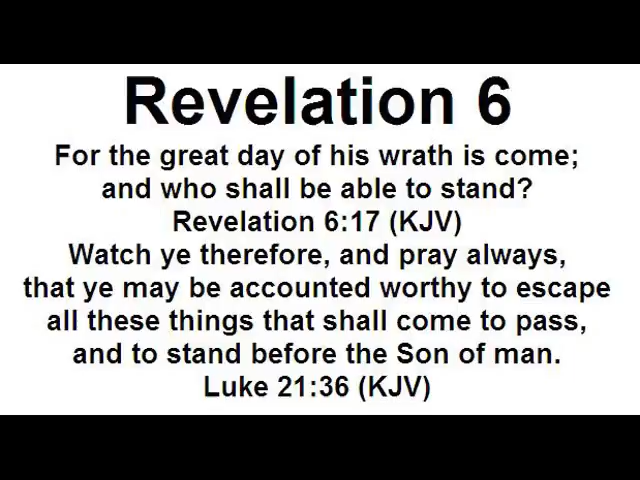 Revelation 6
For the great day of his wrath is come;
and who shall be able to stand?
Revelation 6:17 (KJV)
Watch ye therefore, and pray always,
that ye may be accounted worthy to escape
all these things that shall come to pass,
and to stand before the Son of man.
Luke 21:36 (KJV)